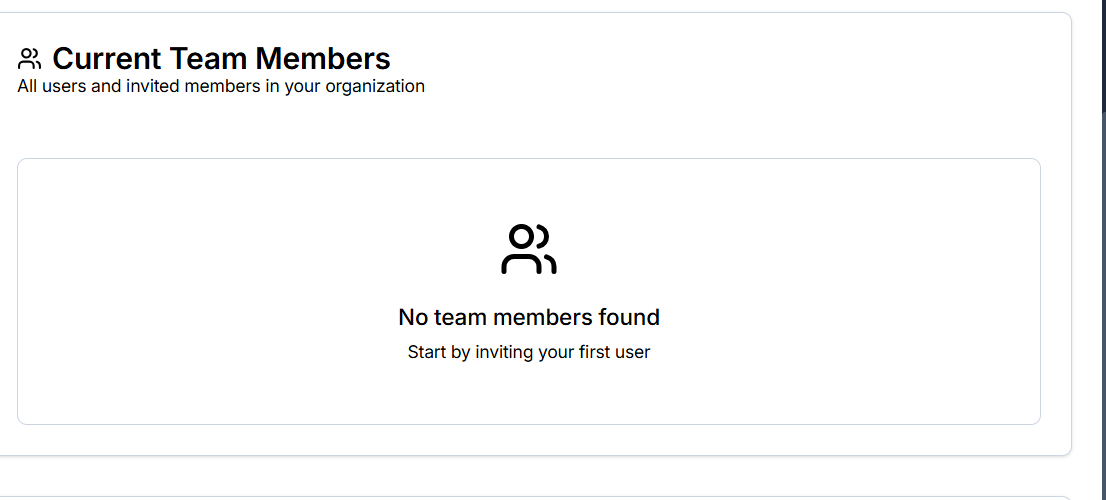 Current Team Members
All users and invited members in your organization
No team members found
Start by inviting your first user